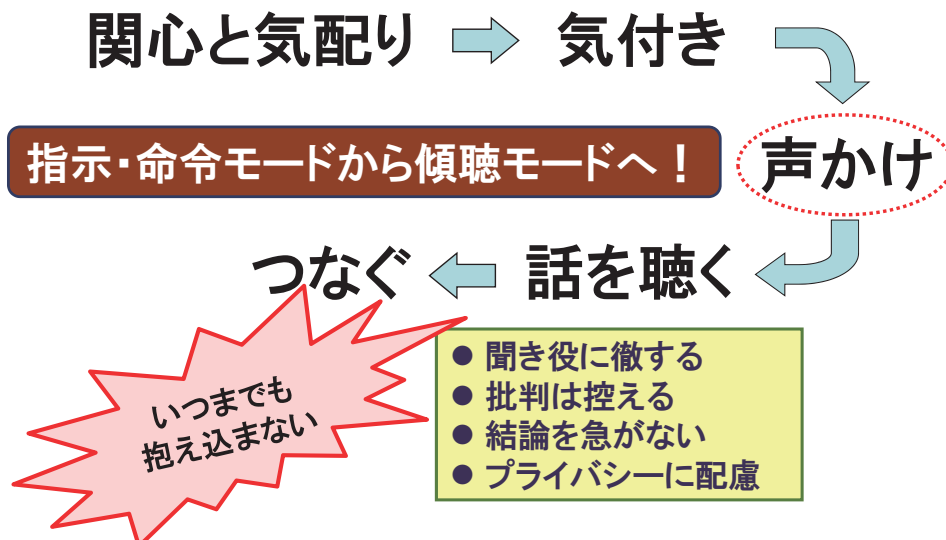 関心と気配り
気付き
指示・命令モードから傾聴モードへ！
声かけ
話を聴く
つなぐ
● 聞き役に徹する
● 批判は控える
● 結論を急がない
● プライバシーに配慮
いつまでも
抱え込まない